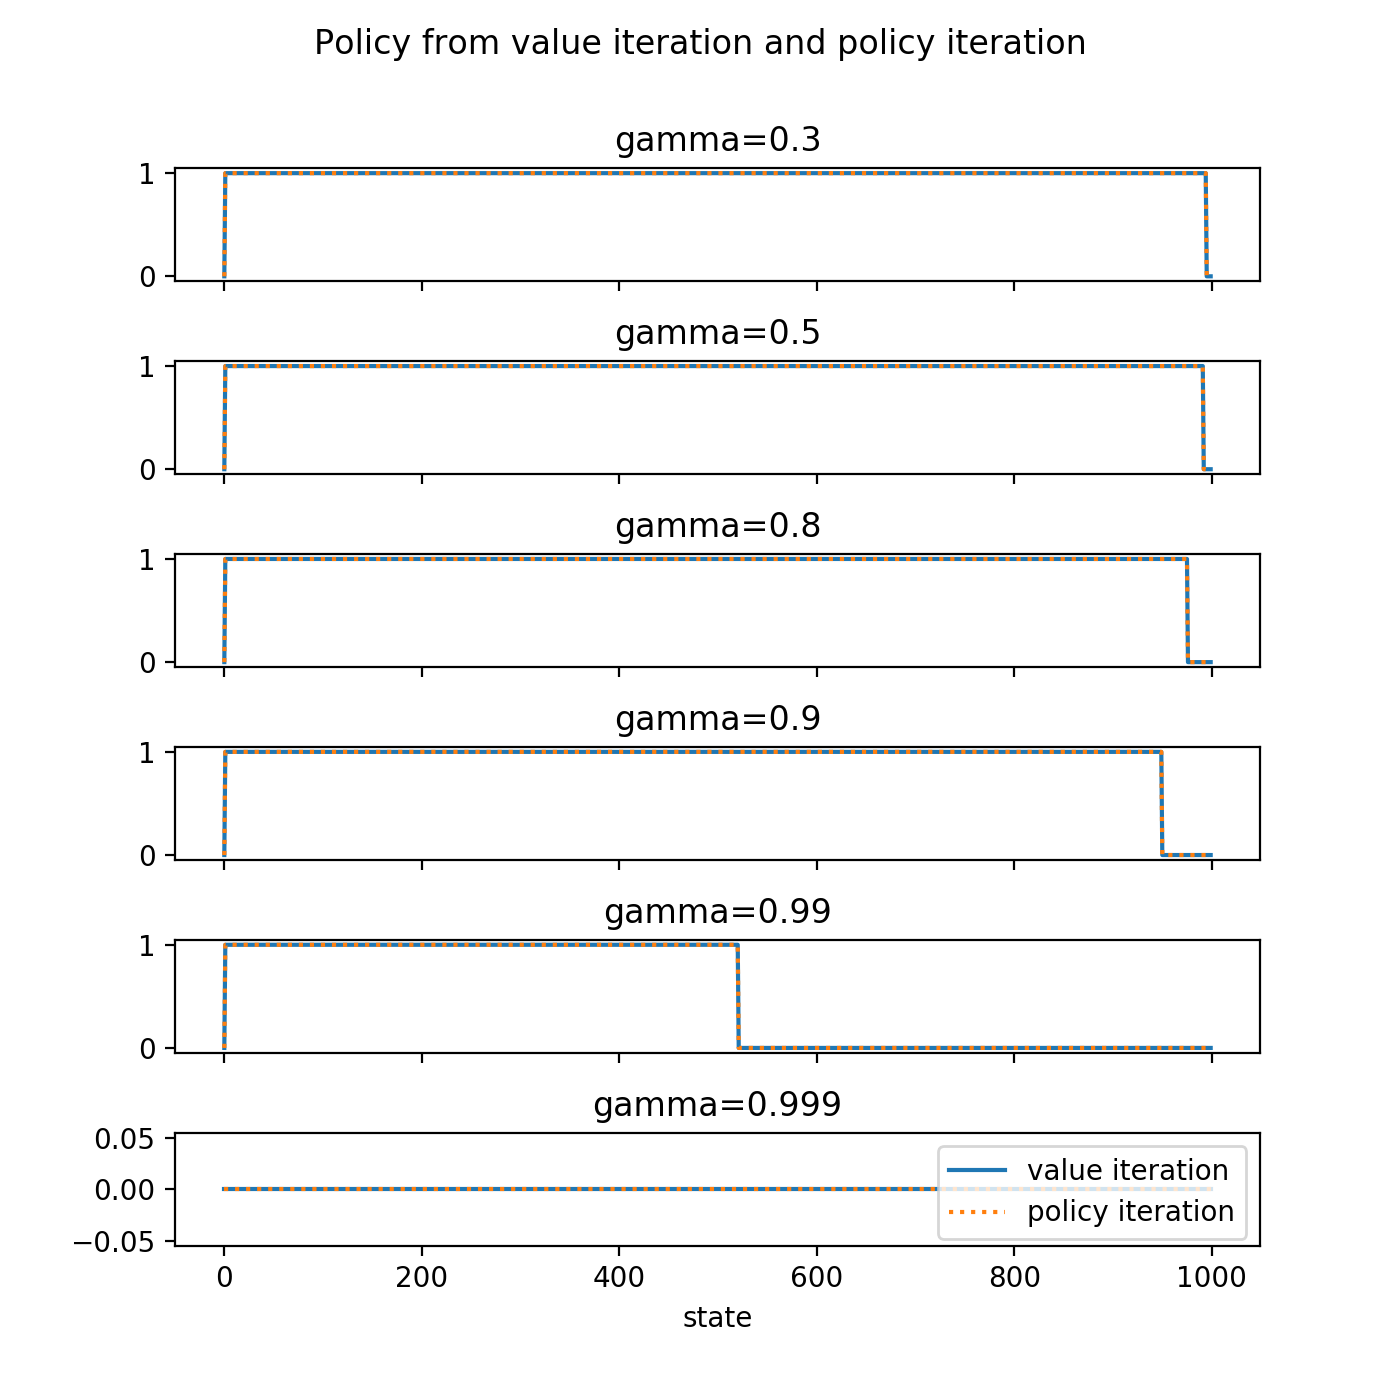 Policy from value iteration and policy iteration
gamma=0.3
1
0
gamma=0.5
1
0
gamma=0.8
1
0
gamma=0.9
1
0
gamma=0.99
1
0
gamma=0.999
0.05
0.00
−0.05
value iteration
policy iteration
0 200 400 600 800 1000
state